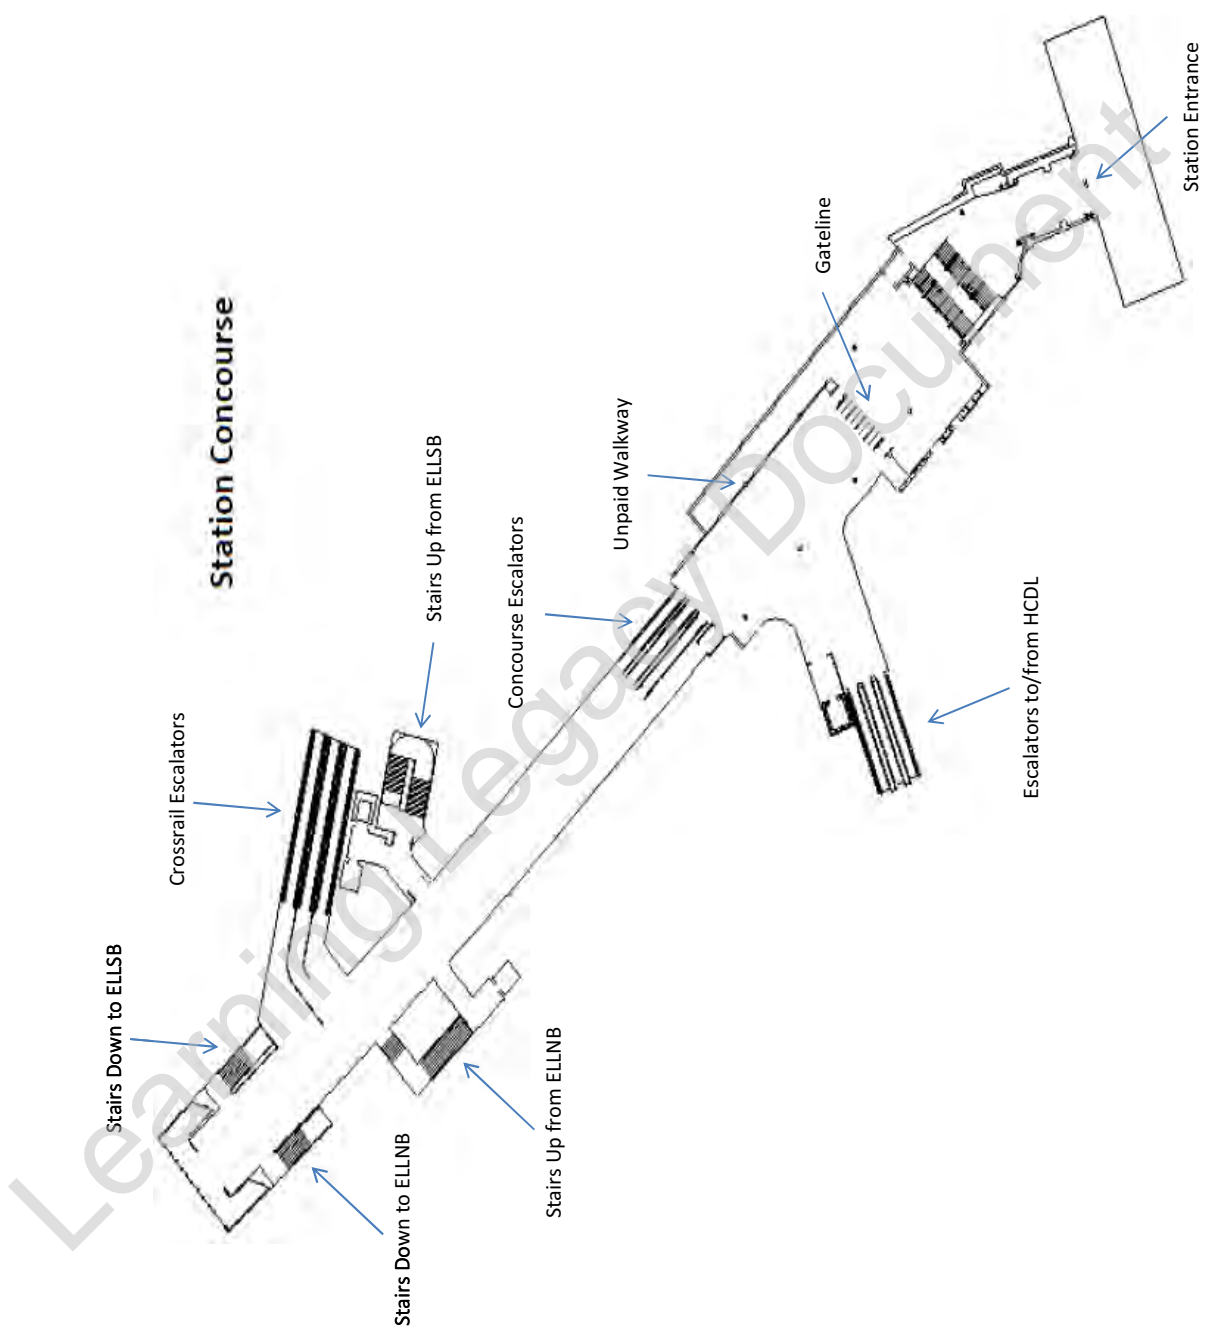 Station Concourse
Stairs Down to ELLSB
Crossrail Escalators
Stairs Up from ELLSB
Concourse Escalators
Unpaid Walkway
Gateline
Station Entrance
Stairs Down to ELLNB
Stairs Up from ELLNB
Escalators to/from HCDL
Learning Legacy Document